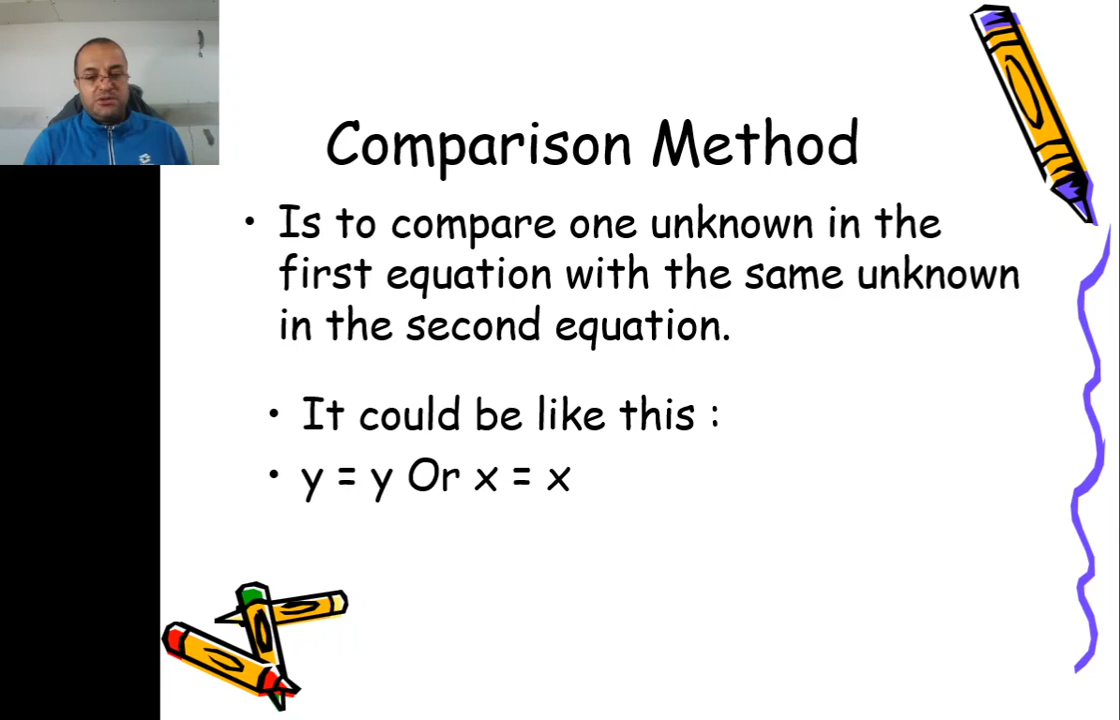 Comparison Method
• Is to compare one unknown in the
first equation with the same unknown
in the second equation.
• It could be like this :
• y = y Or x = x